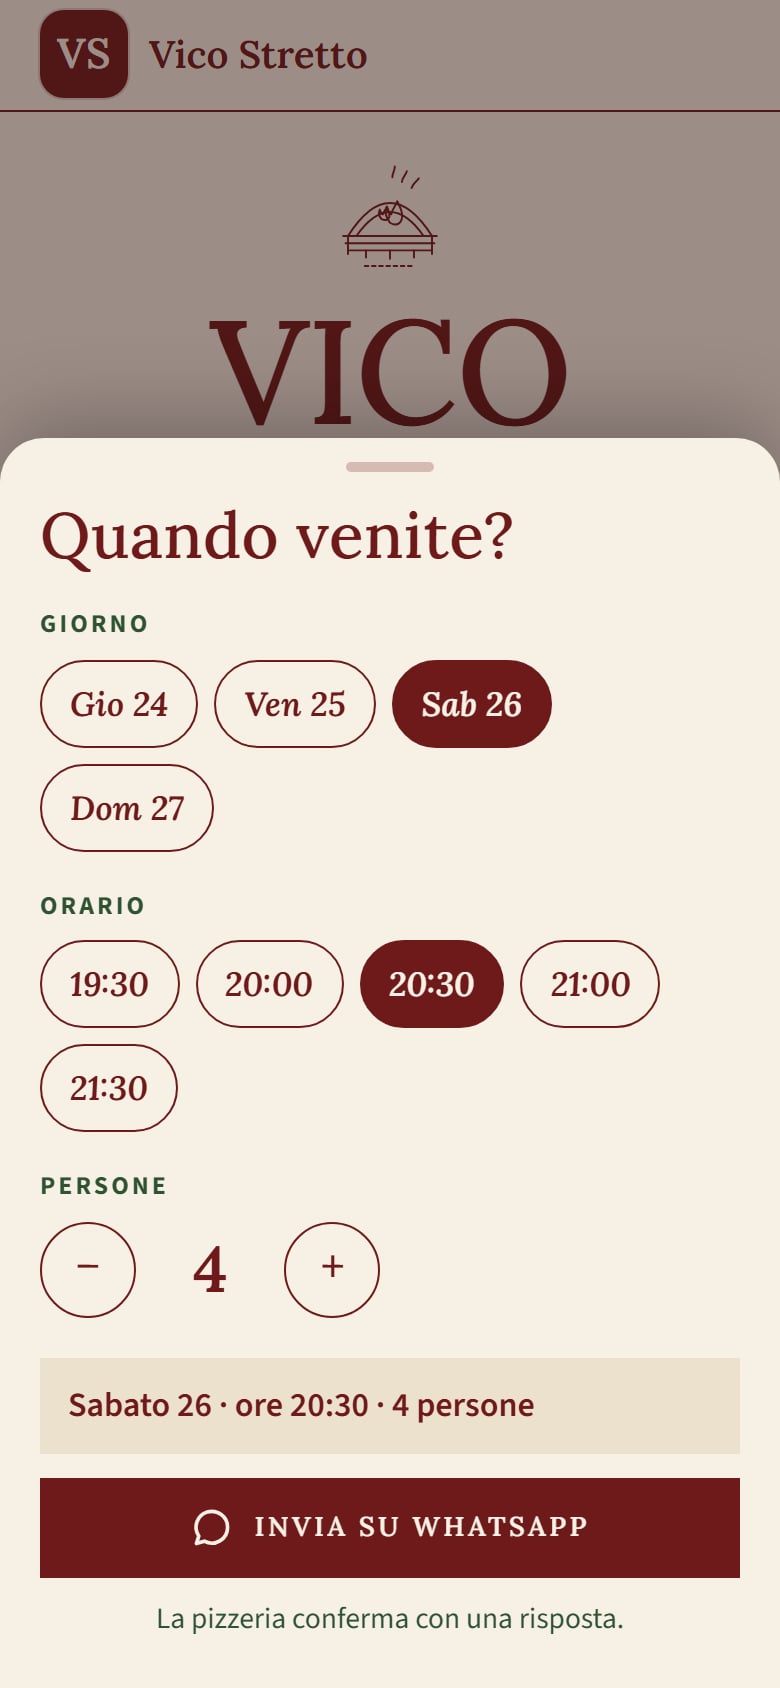 VS Vico Stretto
VICO
Quando venite?
GIORNO
Gio 24 Ven 25 Sab 26
Dom 27
ORARIO
19:30 20:00 20:30 21:00
21:30
PERSONE
− 4 +
Sabato 26 · ore 20:30 · 4 persone
INVIA SU WHATSAPP
La pizzeria conferma con una risposta.